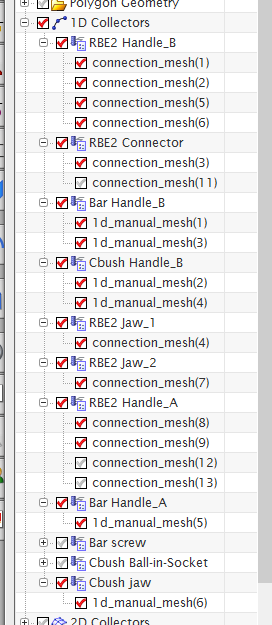 Polygon Geometry
1D Collectors
RBE2 Handle_B
connection_mesh(1)
connection_mesh(2)
connection_mesh(5)
connection_mesh(6)
RBE2 Connector
connection_mesh(3)
connection_mesh(11)
Bar Handle_B
1d_manual_mesh(1)
1d_manual_mesh(3)
Cbush Handle_B
1d_manual_mesh(2)
1d_manual_mesh(4)
RBE2 Jaw_1
connection_mesh(4)
RBE2 Jaw_2
connection_mesh(7)
RBE2 Handle_A
connection_mesh(8)
connection_mesh(9)
connection_mesh(12)
connection_mesh(13)
Bar Handle_A
1d_manual_mesh(5)
Bar screw
Cbush Ball-in-Socket
Cbush jaw
1d_manual_mesh(6)
2D Collectors